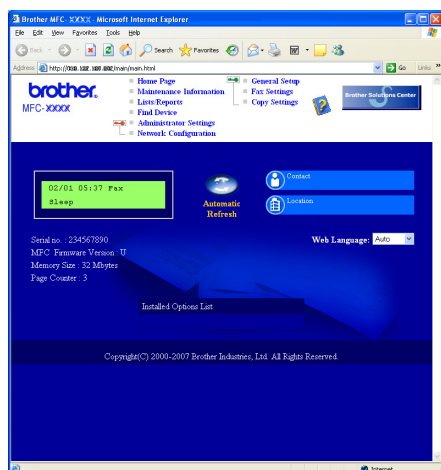 Brother MFC-XXXX - Microsoft Internet Explorer
File Edit View Favorites Tools Help
Back Search Favorites
Address /main/main.html Go Links »
brother.
MFC-XXXX
Home Page
Maintenance Information
Lists/Reports
Find Device
Administrator Settings
Network Configuration
General Setup
Fax Settings
Copy Settings
Brother Solutions Center
02/01 05:37 Fax
Sleep
Automatic
Refresh
Contact
Location
Serial no. : 234567890
MFC Firmware Version : U
Memory Size : 32 Mbytes
Page Counter : 3
Web Language: Auto
Installed Options List
Copyright(C) 2000-2007 Brother Industries, Ltd. All Rights Reserved.
Internet